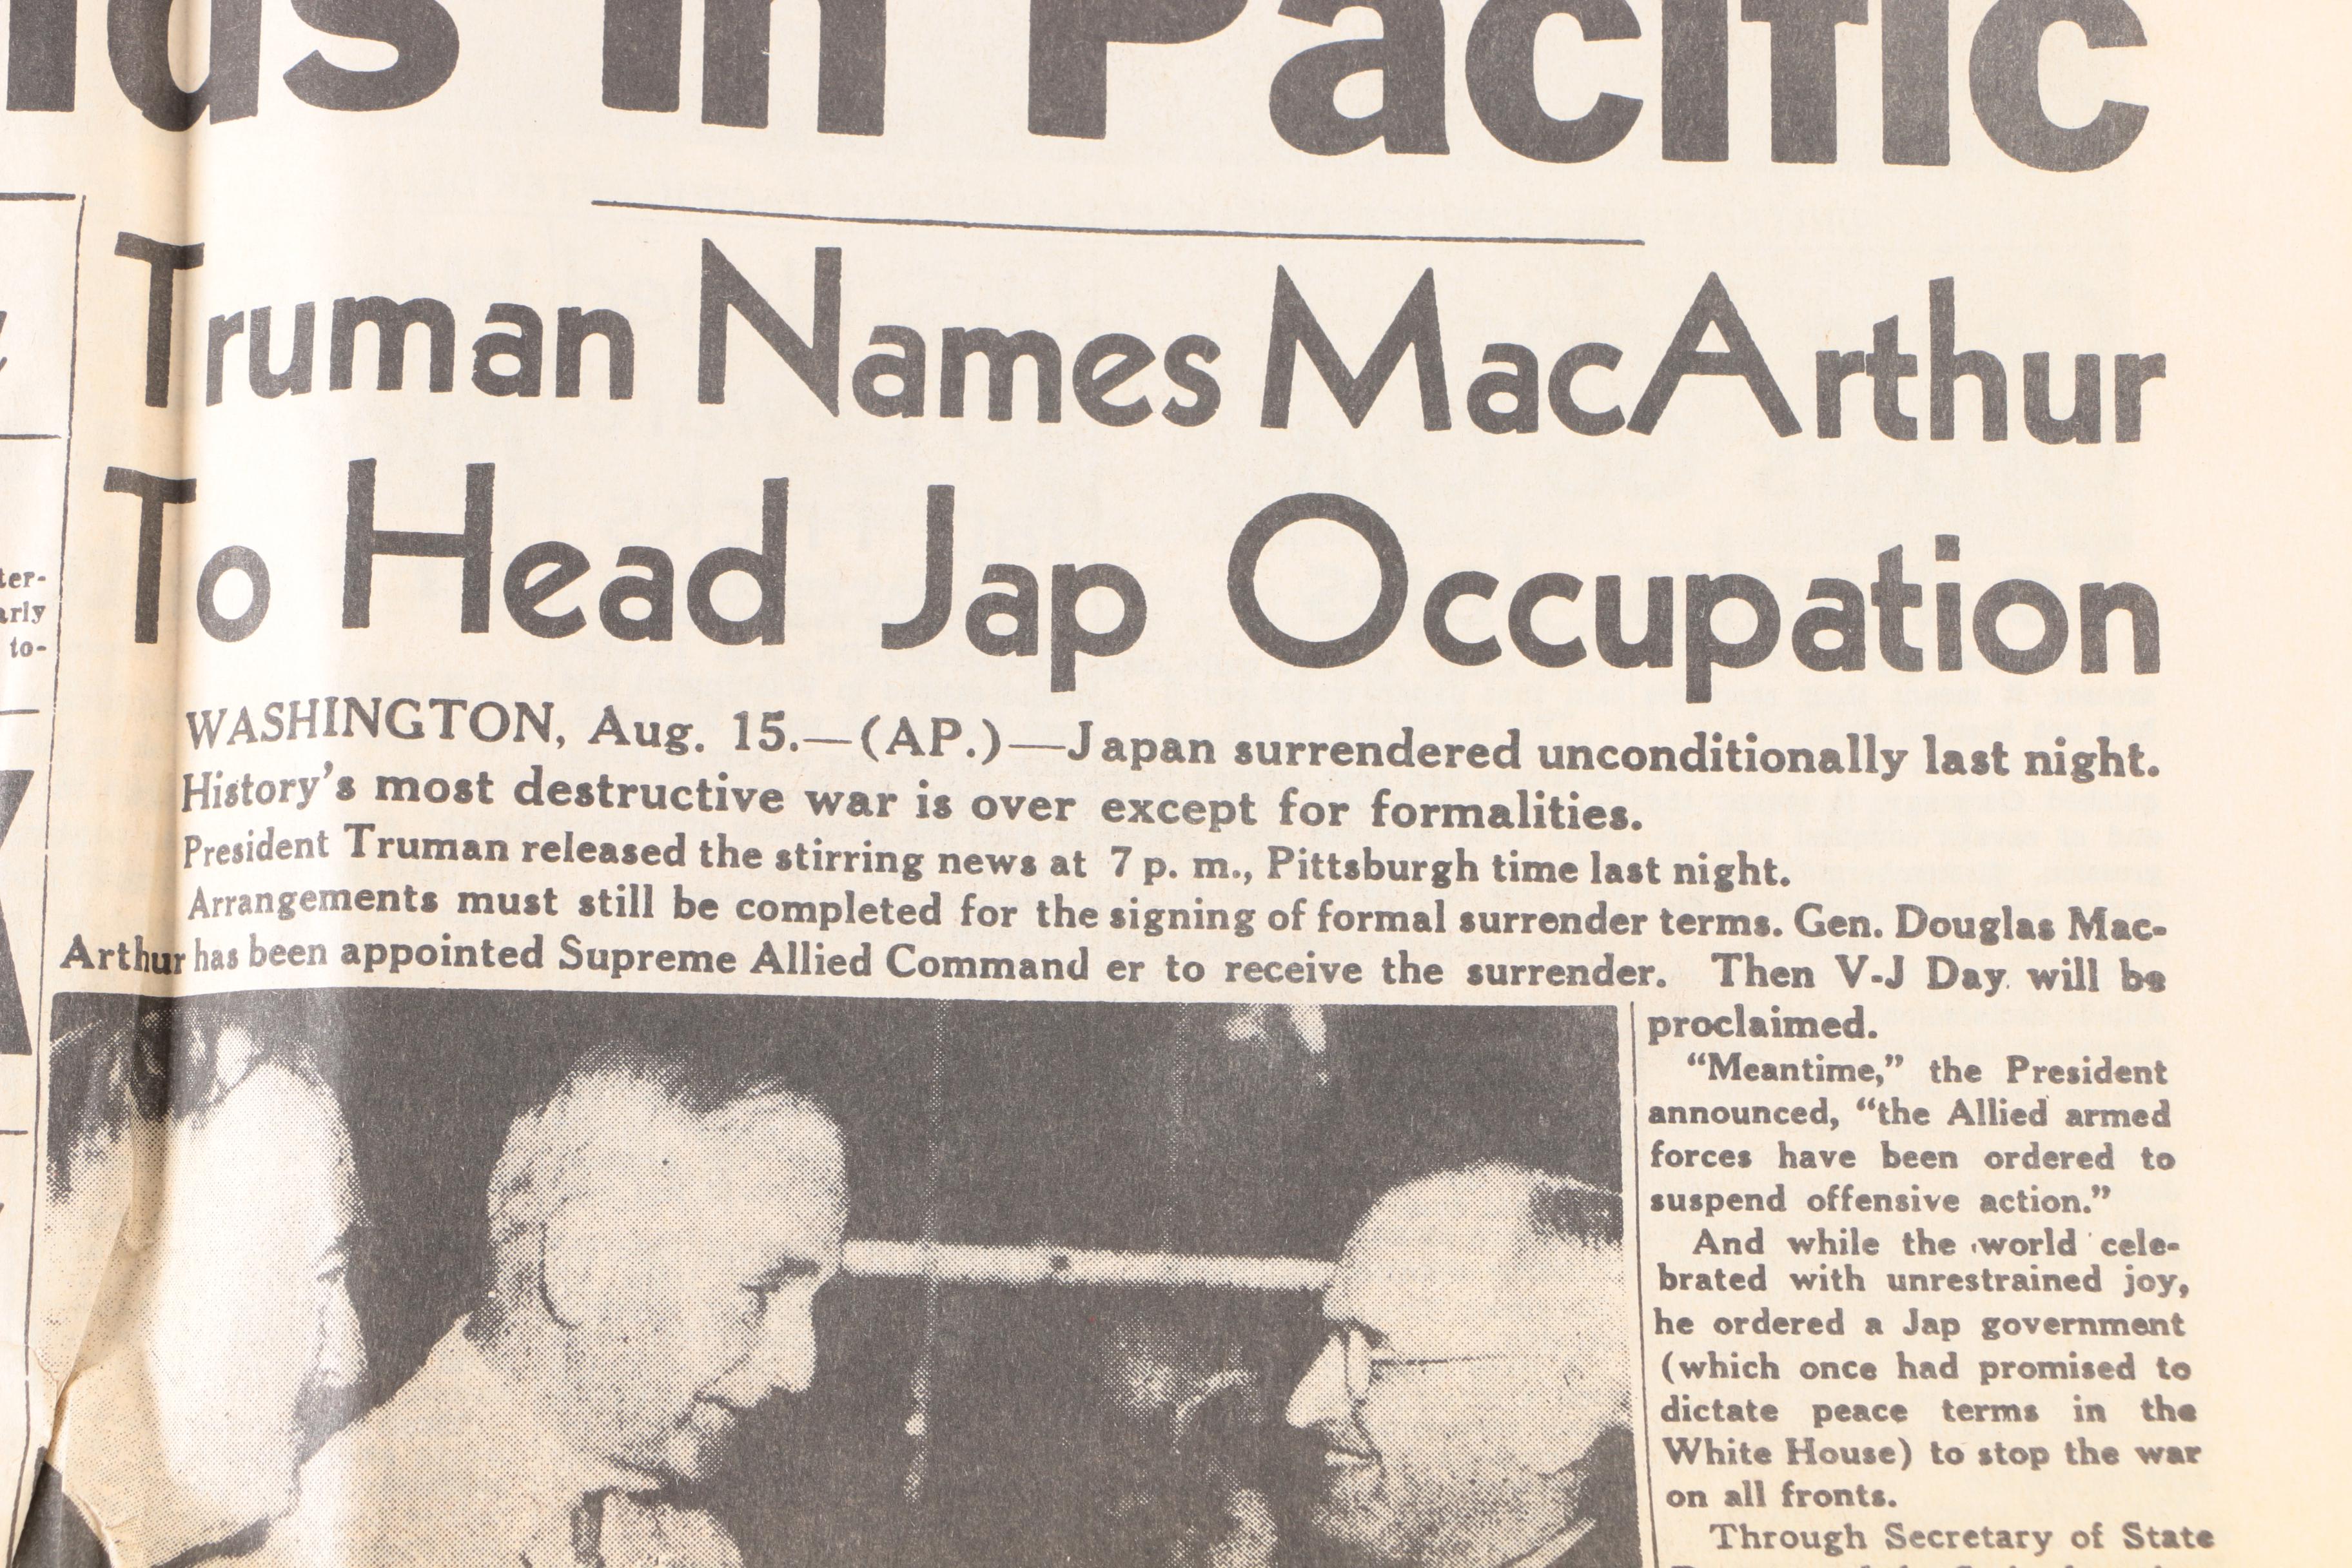 in Pacific
Truman Names MacArthur
To Head Jap Occupation
WASHINGTON, Aug. 15.—(AP.)—Japan surrendered unconditionally last night.
History's most destructive war is over except for formalities.
President Truman released the stirring news at 7 p. m., Pittsburgh time last night.
Arrangements must still be completed for the signing of formal surrender terms. Gen. Douglas Mac-
Arthur has been appointed Supreme Allied Command er to receive the surrender. Then V-J Day will be
proclaimed.
“Meantime,” the President
announced, “the Allied armed
forces have been ordered to
suspend offensive action.”
And while the world cele-
brated with unrestrained joy,
he ordered a Jap government
(which once had promised to
dictate peace terms in the
White House) to stop the war
on all fronts.
Through Secretary of State
ter-
arly
to-